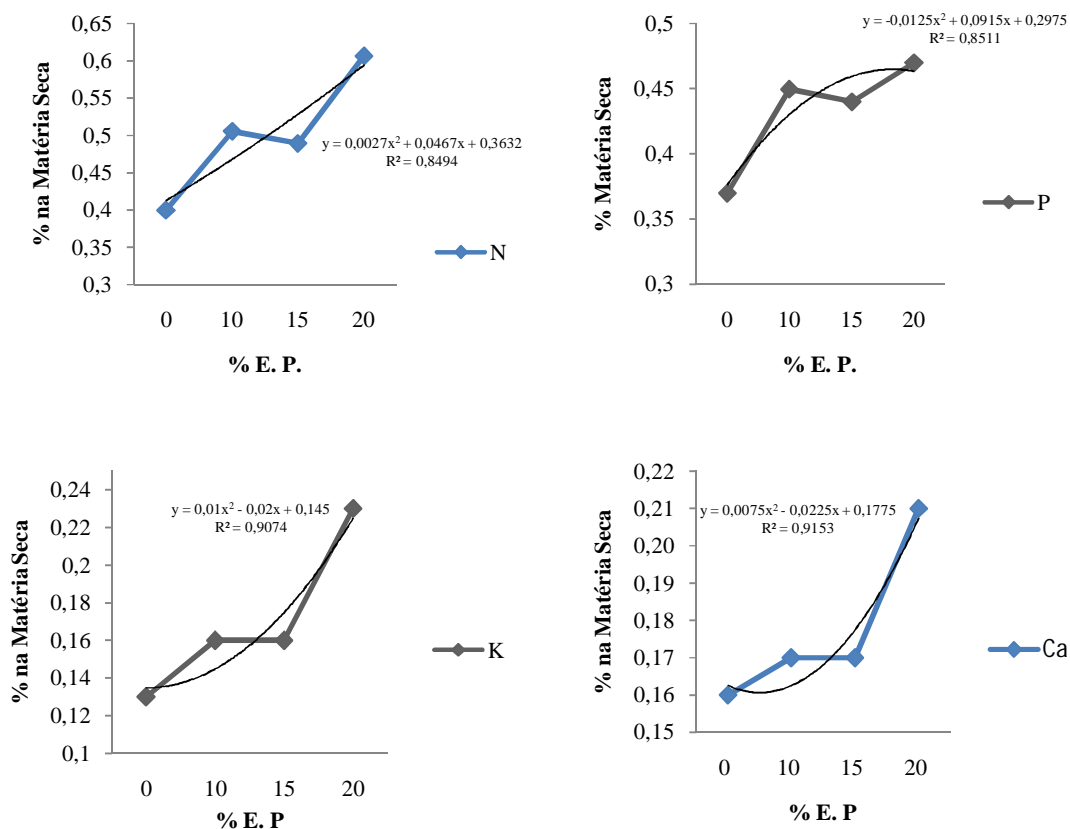 0,65
0,6
0,55
0,5
0,45
0,4
0,35
0,3
% na Matéria Seca
y = 0,0027x² + 0,0467x + 0,3632
R² = 0,8494
N
0 10 15 20
% E. P.
0,5
0,45
0,4
0,35
0,3
% Matéria Seca
y = -0,0125x² + 0,0915x + 0,2975
R² = 0,8511
P
0 10 15 20
% E. P.
0,24
0,22
0,2
0,18
0,16
0,14
0,12
0,1
% na Matéria Seca
y = 0,01x² - 0,02x + 0,145
R² = 0,9074
K
0 10 15 20
% E. P
0,22
0,21
0,20
0,19
0,18
0,17
0,16
0,15
% na Matéria Seca
y = 0,0075x² - 0,0225x + 0,1775
R² = 0,9153
Ca
0 10 15 20
% E. P